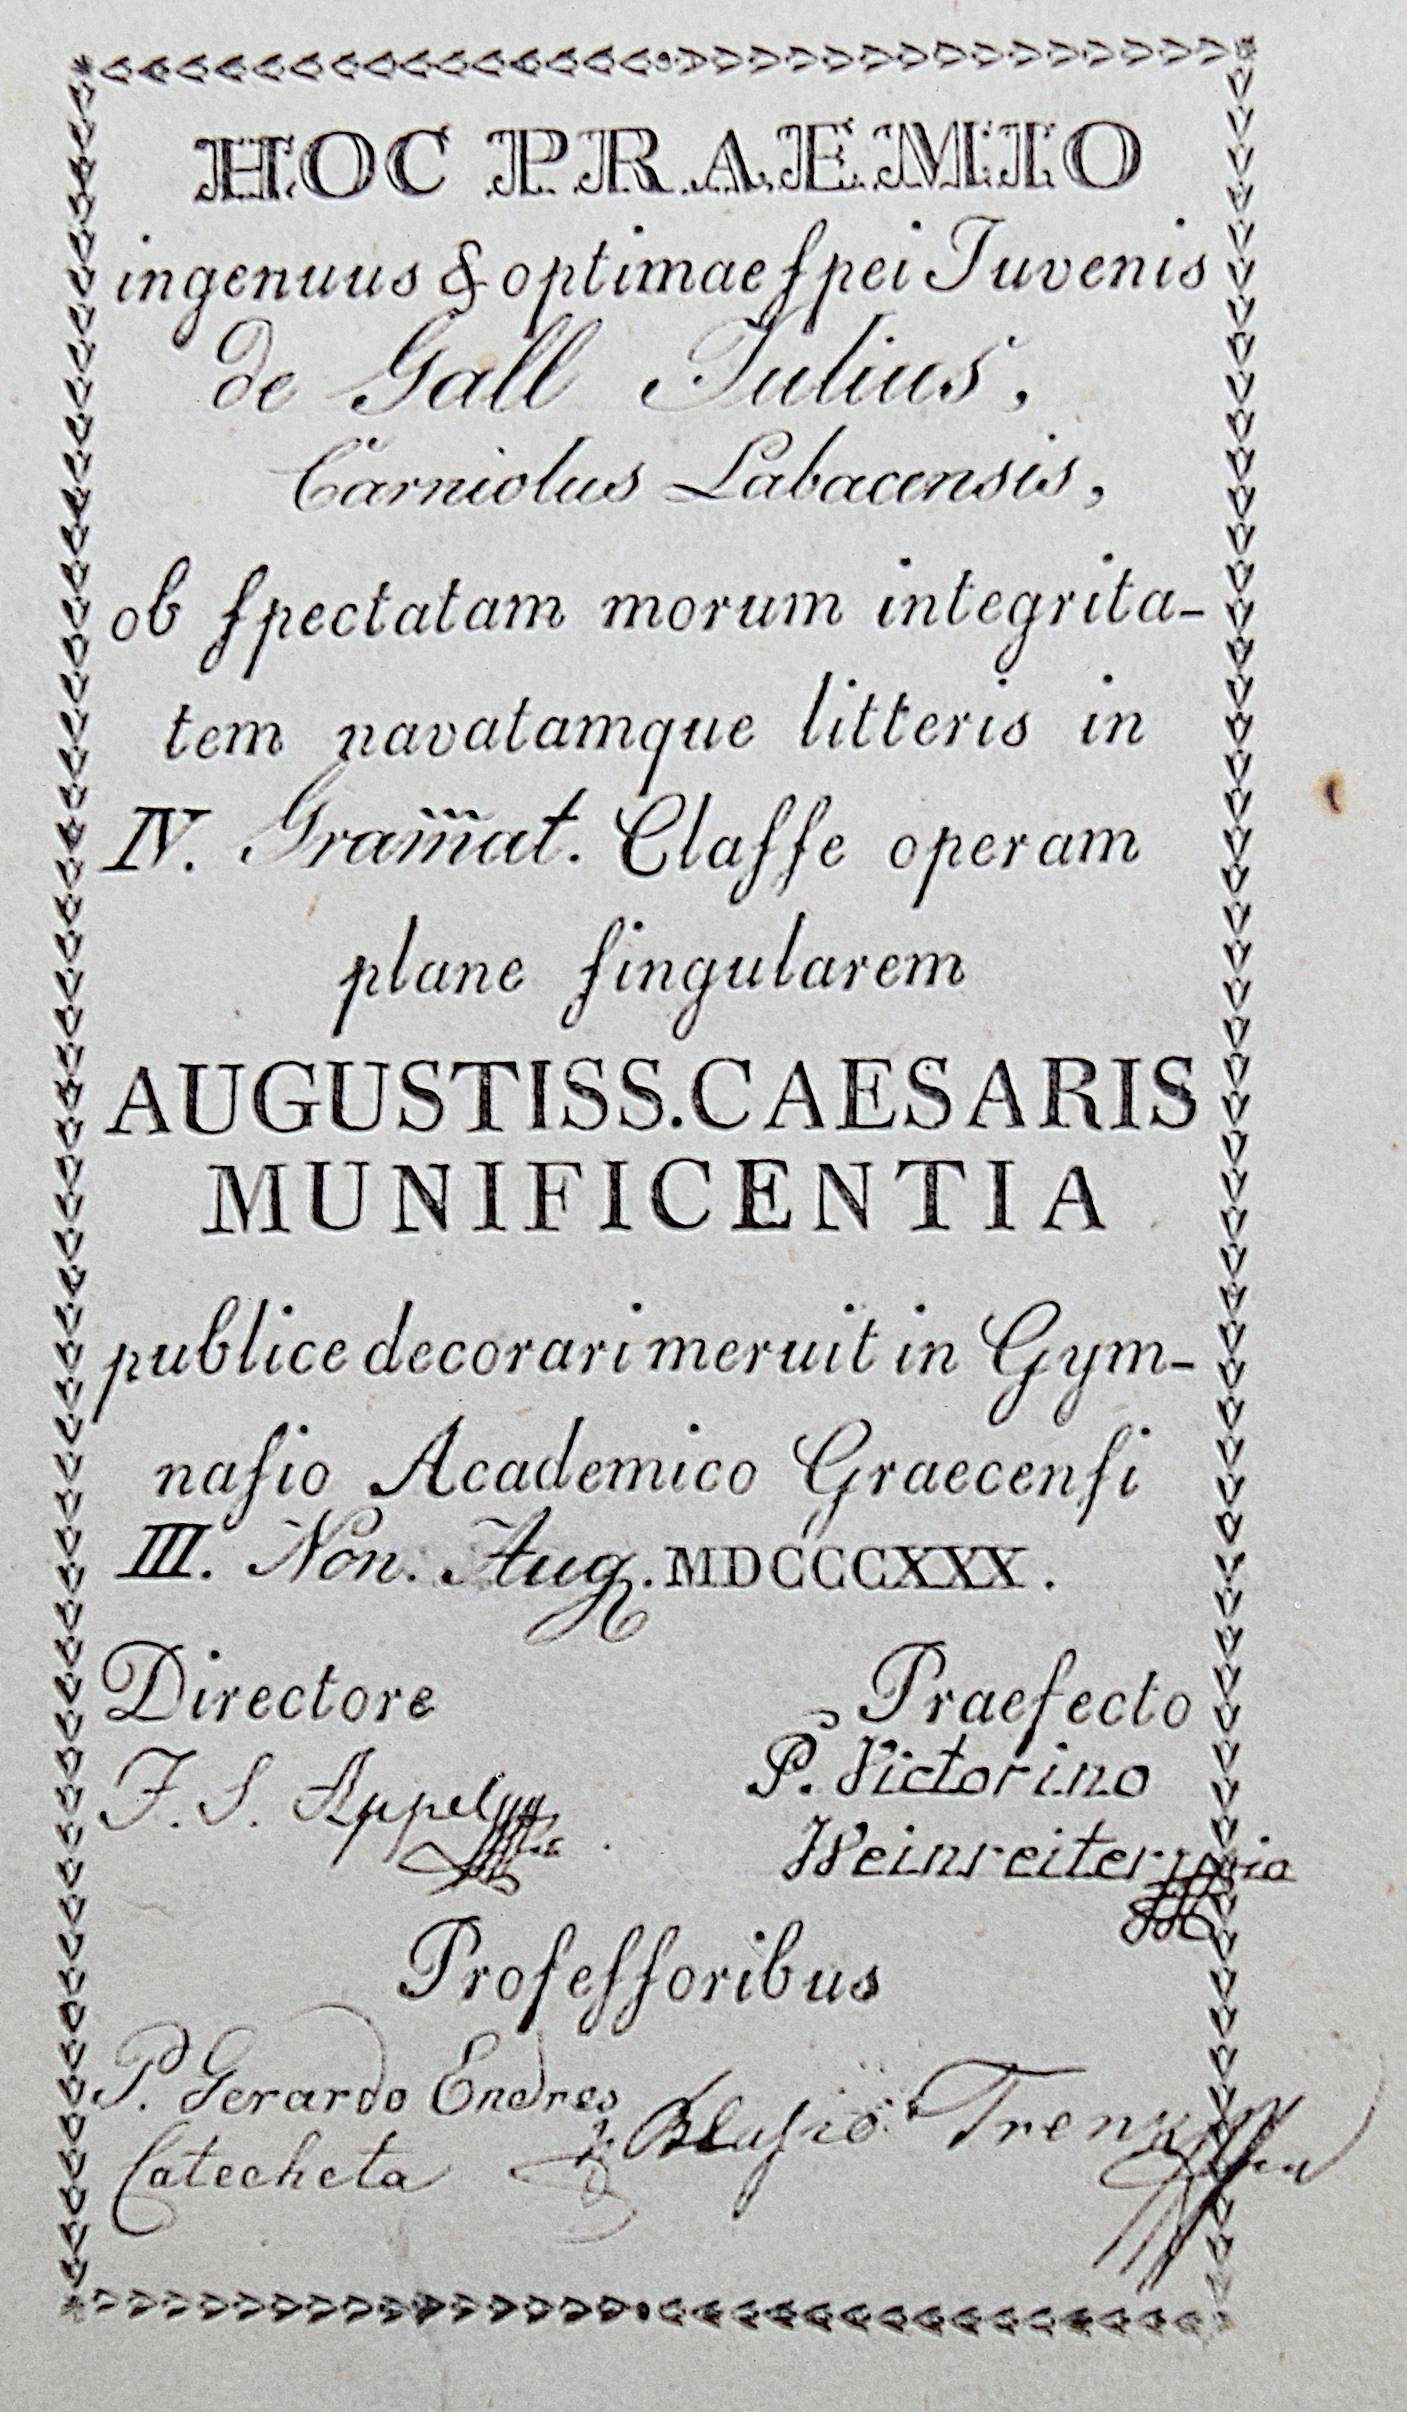 HOC PRAEMIO
ingenuus & optimae ſpei Juvenis
de Gall Julius,
Carniolus Labacensis,
ob ſpectatam morum integrita-
tem navatamque litteris in
IV. Gram̅at. Claſſe operam
plane ſingularem
AUGUSTISS. CAESARIS
MUNIFICENTIA
publice decorari meruit in Gym-
naſio Academico Graecenſi
III. Non. Aug. MDCCCXXX.
Directore
Praefecto
J. S. Appel
P. Victorino
Weinreiter
Profeſſoribus
P. Gerardo Endres
Catecheta
Blaſio